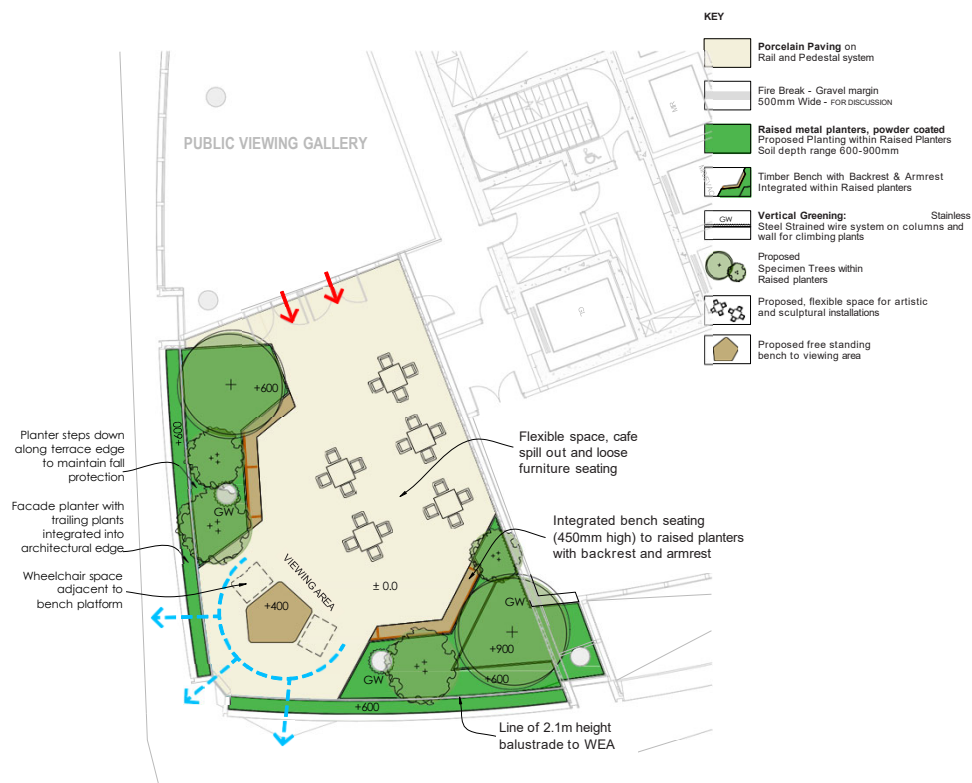 KEY
Porcelain Paving on
Rail and Pedestal system
Fire Break - Gravel margin
500mm Wide - FOR DISCUSSION
Raised metal planters, powder coated
Proposed Planting within Raised Planters
Soil depth range 600-900mm
Timber Bench with Backrest & Armrest
Integrated within Raised planters
GW
Vertical Greening: Stainless
Steel Strained wire system on columns and
wall for climbing plants
Proposed
Specimen Trees within
Raised planters
Proposed, flexible space for artistic
and sculptural installations
Proposed free standing
bench to viewing area
PUBLIC VIEWING GALLERY
+600
+600
Planter steps down
along terrace edge
to maintain fall
protection
GW
Facade planter with
trailing plants
integrated into
architectural edge
Wheelchair space
adjacent to
bench platform
VIEWING AREA
+400
± 0.0
Flexible space, cafe
spill out and loose
furniture seating
Integrated bench seating
(450mm high) to raised planters
with backrest and armrest
GW
GW
+900
+600
+600
Line of 2.1m height
balustrade to WEA